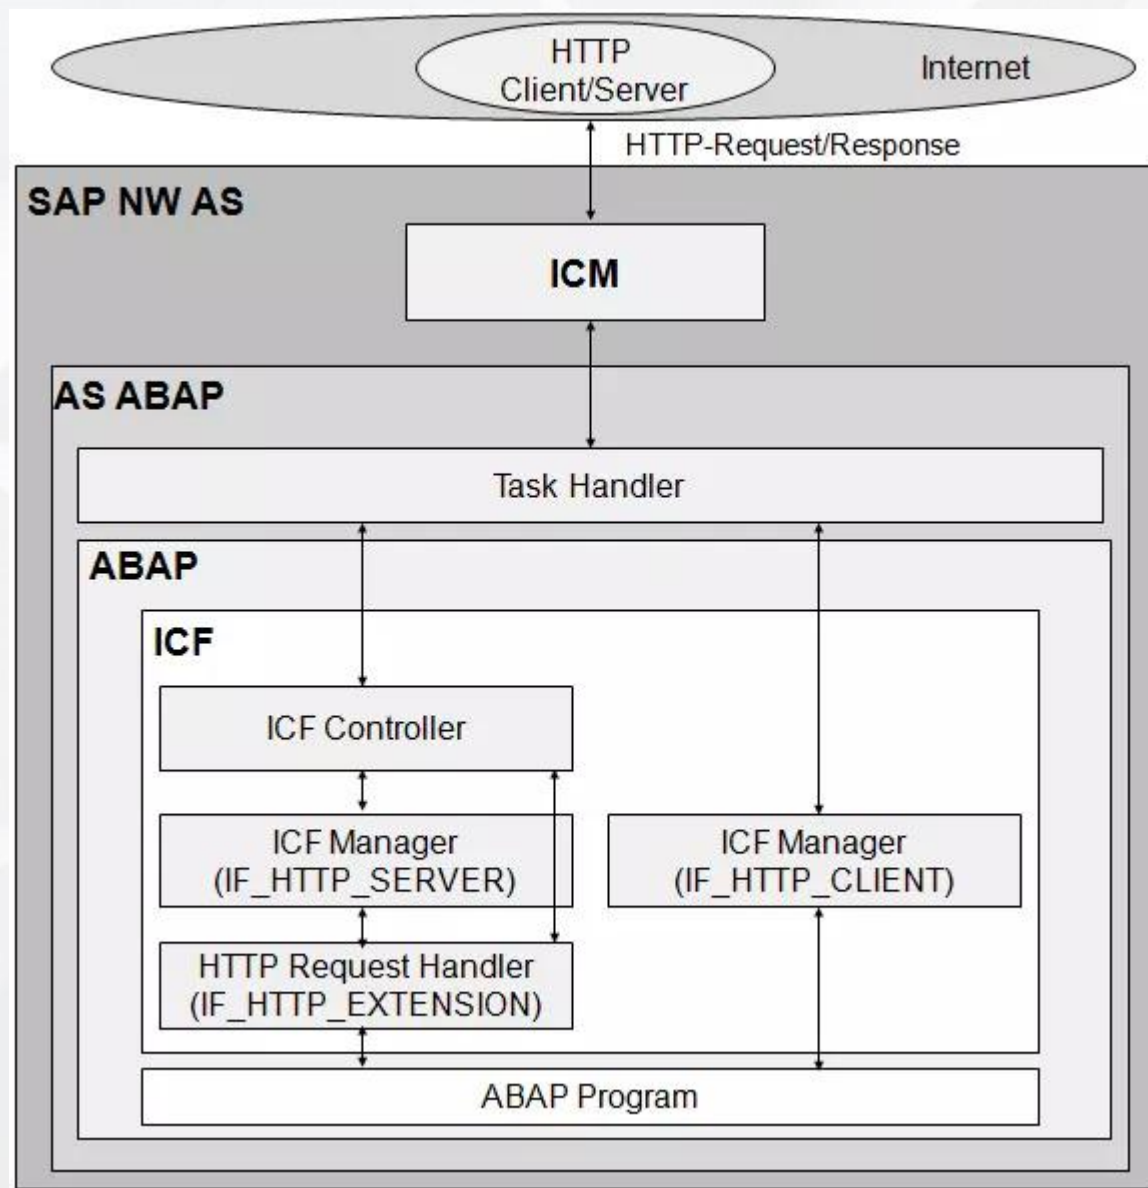 HTTP
Client/Server
Internet
HTTP-Request/Response
SAP NW AS
ICM
AS ABAP
Task Handler
ABAP
ICF
ICF Controller
ICF Manager
(IF_HTTP_SERVER)
ICF Manager
(IF_HTTP_CLIENT)
HTTP Request Handler
(IF_HTTP_EXTENSION)
ABAP Program